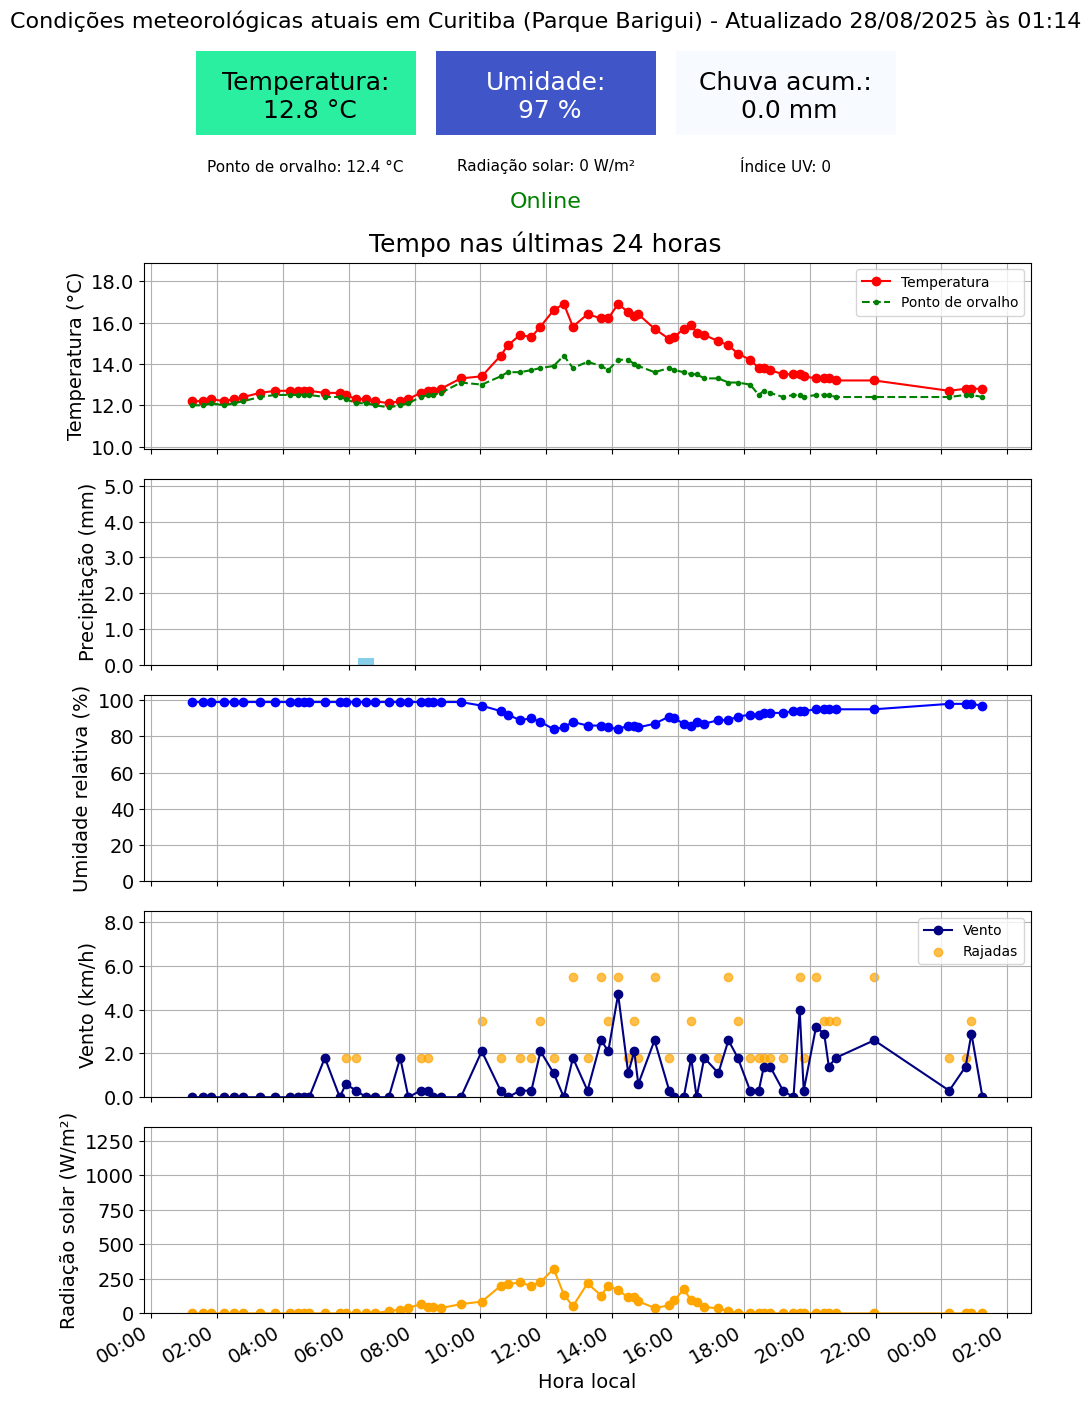 Condições meteorológicas atuais em Curitiba (Parque Barigui) - Atualizado 28/08/2025 às 01:14
Temperatura:
12.8 °C
Umidade:
97 %
Chuva acum.:
0.0 mm
Ponto de orvalho: 12.4 °C
Radiação solar: 0 W/m²
Índice UV: 0
Online
Tempo nas últimas 24 horas
Temperatura (°C)
18.0
16.0
14.0
12.0
10.0
Temperatura
Ponto de orvalho
Precipitação (mm)
5.0
4.0
3.0
2.0
1.0
0.0
Umidade relativa (%)
100
80
60
40
20
0
Vento (km/h)
8.0
6.0
4.0
2.0
0.0
Vento
Rajadas
Radiação solar (W/m²)
1250
1000
750
500
250
0
00:00
02:00
04:00
06:00
08:00
10:00
12:00
14:00
16:00
18:00
20:00
22:00
00:00
02:00
Hora local